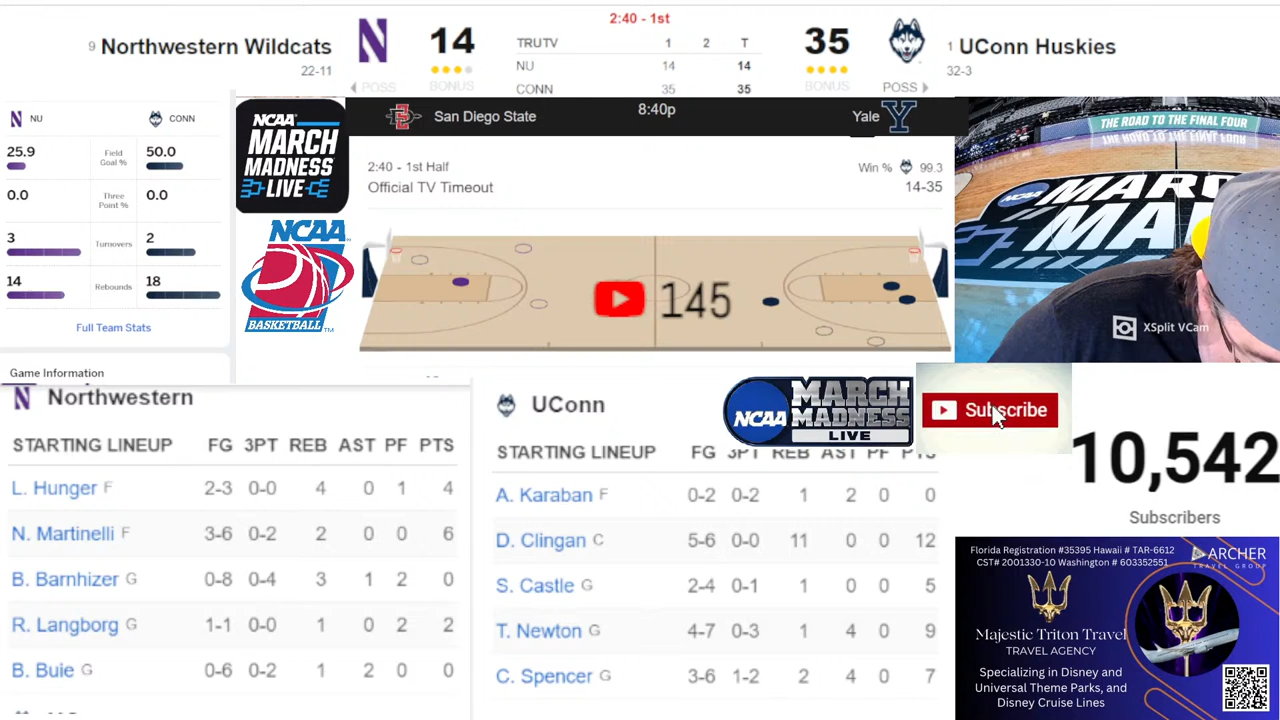 2:40 - 1st
9 Northwestern Wildcats
22-11
14
BONUS
POSS
TRUTV 1 2 T
NU 14 14
CONN 35 35
35
BONUS
POSS
1 UConn Huskies
32-3
NU CONN
25.9 Field Goal % 50.0
0.0 Three Point % 0.0
3 Turnovers 2
14 Rebounds 18
Full Team Stats
Game Information
NCAA
MARCH
MADNESS
LIVE
NCAA
BASKETBALL
TM
San Diego State 8:40p Yale
2:40 - 1st Half
Official TV Timeout
Win % 99.3
14-35
145
THE ROAD TO THE FINAL FOUR
NCAA
XSplit VCam
N Northwestern
STARTING LINEUP FG 3PT REB AST PF PTS
L. Hunger F 2-3 0-0 4 0 1 4
N. Martinelli F 3-6 0-2 2 0 0 6
B. Barnhizer G 0-8 0-4 3 1 2 0
R. Langborg G 1-1 0-0 1 0 2 2
B. Buie G 0-6 0-2 1 2 0 0
UConn
STARTING LINEUP FG 3PT REB AST PF PTS
A. Karaban F 0-2 0-2 1 2 0 0
D. Clingan C 5-6 0-0 11 0 0 12
S. Castle G 2-4 0-1 1 0 0 5
T. Newton G 4-7 0-3 1 4 0 9
C. Spencer G 3-6 1-2 2 4 0 7
NCAA
MARCH
MADNESS
LIVE
Subscribe
10,542
Subscribers
Florida Registration #35395 Hawaii # TAR-6612
CST# 2001330-10 Washington # 603352551
ARCHER
TRAVEL GROUP
Majestic Triton Travel
TRAVEL AGENCY
Specializing in Disney and
Universal Theme Parks, and
Disney Cruise Lines